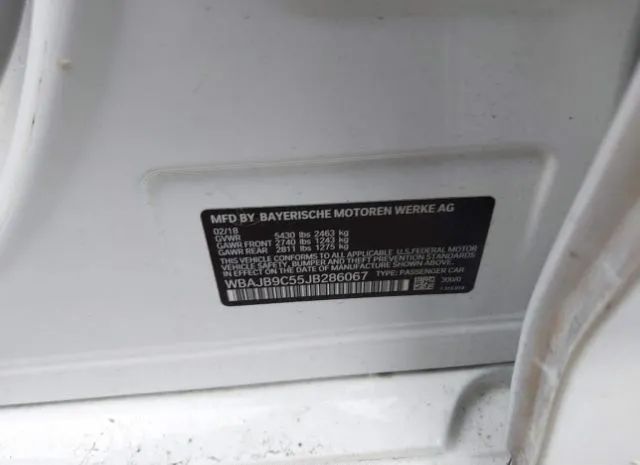 MFD BY BAYERISCHE MOTOREN WERKE AG
02/18
GVWR 5430 lbs 2463 kg
GAWR FRONT 2740 lbs 1243 kg
GAWR REAR 2811 lbs 1275 kg
THIS VEHICLE CONFORMS TO ALL APPLICABLE U.S. FEDERAL MOTOR
VEHICLE SAFETY, BUMPER AND THEFT PREVENTION STANDARDS IN EFFECT
ON THE DATE OF MANUFACTURE SHOWN ABOVE.
WBAJB9C55JB286067 TYPE: PASSENGER CAR